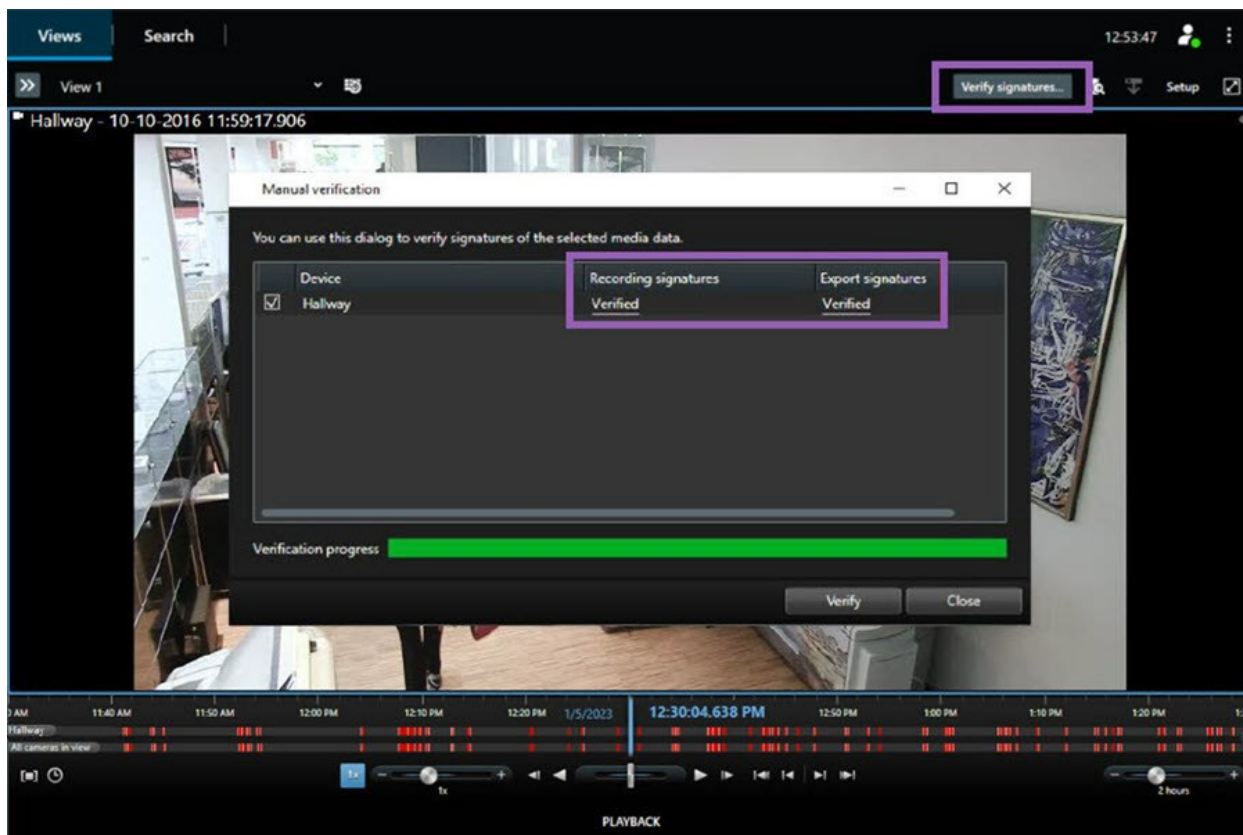 Views Search 12:53:47
View 1 Verify signatures... Setup
Hallway - 10-10-2016 11:59:17.906
Manual verification
You can use this dialog to verify signatures of the selected media data.
Device Recording signatures Export signatures
Hallway Verified Verified
Verification progress
Verify Close
AM 11:40 AM 11:50 AM 12:00 PM 12:10 PM 12:20 PM 1/5/2023 12:30:04.638 PM 12:50 PM 1:00 PM 1:10 PM 1:20 PM 1:
Hallway
All cameras in view
1x 1x 2 hours
PLAYBACK